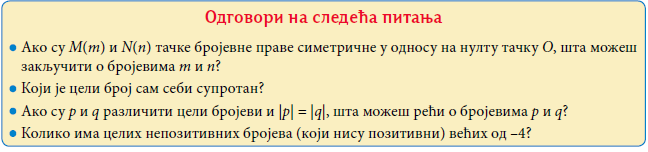 Одговори на следећа питања
● Ако су M(m) и N(n) тачке бројевне праве симетричне у односу на нулту тачку O, шта можеш
закључити о бројевима m и n?
● Који је цели број сам себи супротан?
● Ако су p и q различити цели бројеви и |p| = |q|, шта можеш рећи о бројевима p и q?
● Колико има целих непозитивних бројева (који нису позитивни) већих од –4?